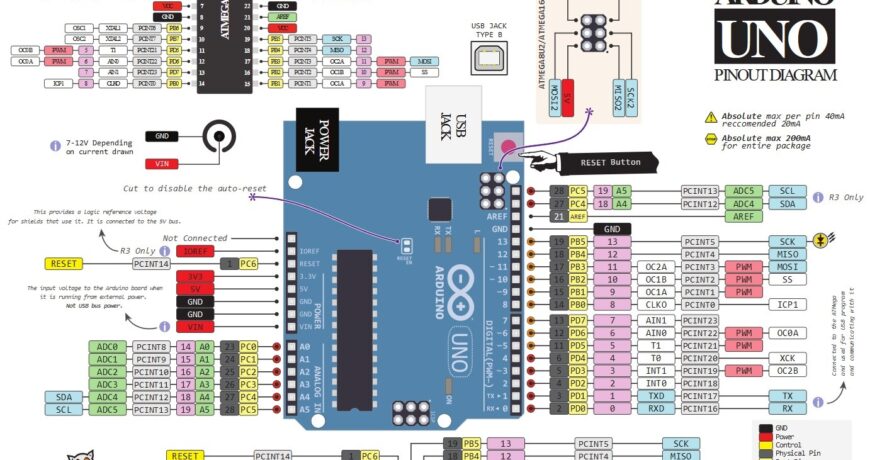 ARDUINO
UNO
PINOUT DIAGRAM
VCC 7
GND 8
22 GND
21 AREF
20 VCC
OSC1 XTAL1 PCINT6 PB6 9
OSC2 XTAL2 PCINT7 PB7 10
OC0B PWM 5 T1 PCINT21 PD5 11
OC0A PWM 6 AIN0 PCINT22 PD6 12
7 AIN1 PCINT23 PD7 13
ICP1 8 CLKO PCINT0 PB0 14
19 PB5 PCINT5 SCK 13
18 PB4 PCINT4 MISO 12
17 PB3 PCINT3 OC2A PWM 11 MOSI
16 PB2 PCINT2 OC1B PWM 10 SS
15 PB1 PCINT1 OC1A PWM 9
USB JACK
TYPE B
MOSI2
5V
MISO2
SCK2
Absolute max per pin 40mA
reccomended 20mA
Absolute max 200mA
for entire package
7-12V Depending
on current drawn
GND
VIN
POWER
JACK
USB
JACK
RESET
RESET Button
Cut to disable the auto-reset
This provides a logic reference voltage
for shields that use it. It is connected to the 5V bus.
Not Connected
R3 Only
IOREF
RESET PCINT14 1 PC6
3V3
5V
GND
GND
VIN
The input voltage to the Arduino board when
it is running from external power.
Not USB bus power.
IOREF
RESET
3.3V
5V
GND
GND
VIN
POWER
A0
A1
A2
A3
A4
A5
ANALOG IN
RX
TX
L
RESET
EN
ARDUINO
UNO
ON
AREF
GND
13
12
~ 11
~ 10
~ 9
8
7
~ 6
~ 5
4
~ 3
2
TX 1
RX 0
DIGITAL (PWM~)
28 PC5 19 A5 PCINT13 ADC5 SCL
27 PC4 18 A4 PCINT12 ADC4 SDA
R3 Only
21 AREF AREF
GND
19 PB5 13 PCINT5 SCK
18 PB4 12 PCINT4 MISO
17 PB3 11 OC2A PCINT3 PWM MOSI
16 PB2 10 OC1B PCINT2 PWM SS
15 PB1 9 OC1A PCINT1 PWM
14 PB0 8 CLKO PCINT0 ICP1
13 PD7 7 AIN1 PCINT23
12 PD6 6 AIN0 PCINT22 PWM OC0A
11 PD5 5 T1 PCINT21 PWM OC0B
6 PD4 4 T0 PCINT20 XCK
5 PD3 3 INT1 PCINT19 PWM OC2B
4 PD2 2 INT0 PCINT18
3 PD1 1 TXD PCINT17 TX
2 PD0 0 RXD PCINT16 RX
Connected to the ATMega
and used for USB program
and communicating with it
ADC0 PCINT8 14 A0 23 PC0
ADC1 PCINT9 15 A1 24 PC1
ADC2 PCINT10 16 A2 25 PC2
ADC3 PCINT11 17 A3 26 PC3
SDA ADC4 PCINT12 18 A4 27 PC4
SCL ADC5 PCINT13 19 A5 28 PC5
RESET PCINT14 1 PC6
19 PB5 13 PCINT5 SCK
18 PB4 12 PCINT4 MISO
GND
Power
Control
Physical Pin